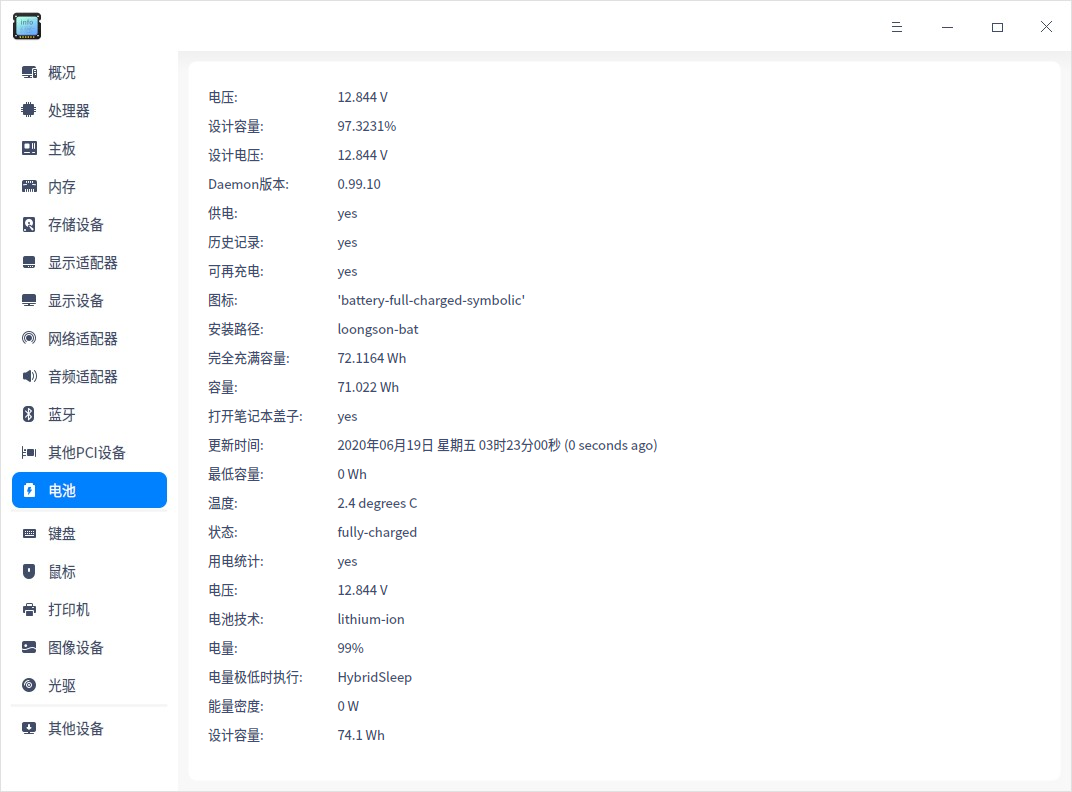 info
概况
处理器
主板
内存
存储设备
显示适配器
显示设备
网络适配器
音频适配器
蓝牙
其他PCI设备
电池
键盘
鼠标
打印机
图像设备
光驱
其他设备
电压: 12.844 V
设计容量: 97.3231%
设计电压: 12.844 V
Daemon版本: 0.99.10
供电: yes
历史记录: yes
可再充电: yes
图标: 'battery-full-charged-symbolic'
安装路径: loongson-bat
完全充满容量: 72.1164 Wh
容量: 71.022 Wh
打开笔记本盖子: yes
更新时间: 2020年06月19日 星期五 03时23分00秒 (0 seconds ago)
最低容量: 0 Wh
温度: 2.4 degrees C
状态: fully-charged
用电统计: yes
电压: 12.844 V
电池技术: lithium-ion
电量: 99%
电量极低时执行: HybridSleep
能量密度: 0 W
设计容量: 74.1 Wh